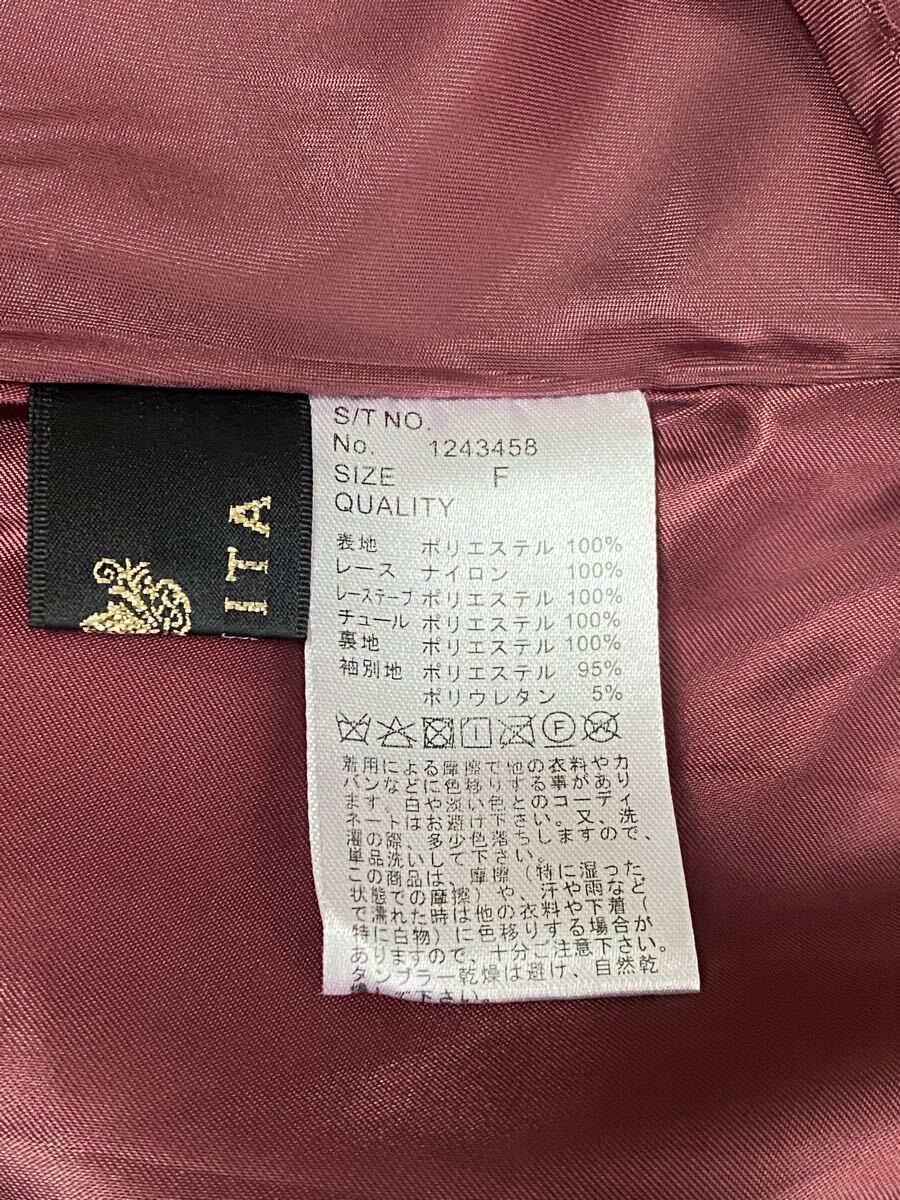 ITA
S/T NO.
No. 1243458
SIZE F
QUALITY
表地 ポリエステル 100%
レース ナイロン 100%
レーステープ ポリエステル 100%
チュール ポリエステル 100%
裏地 ポリエステル 100%
袖別地 ポリエステル 95%
ポリウレタン 5%
F
着用による摩擦で他の衣料やカ
バンなどに色移りする事があり
ます。白や淡い色とのコーディ
ネートはお避け下さい。又、洗
濯の際、多少色落ちしますので、
単品洗いして下さい。
この商品は、摩擦（特に湿った
状態での摩擦）や、汗や雨など
で濡れた時は他の衣料や下着（
特に白物）に色移りする場合が
ありますので、十分ご注意下さい。
タンブラー乾燥は避け、自然乾
下さい。